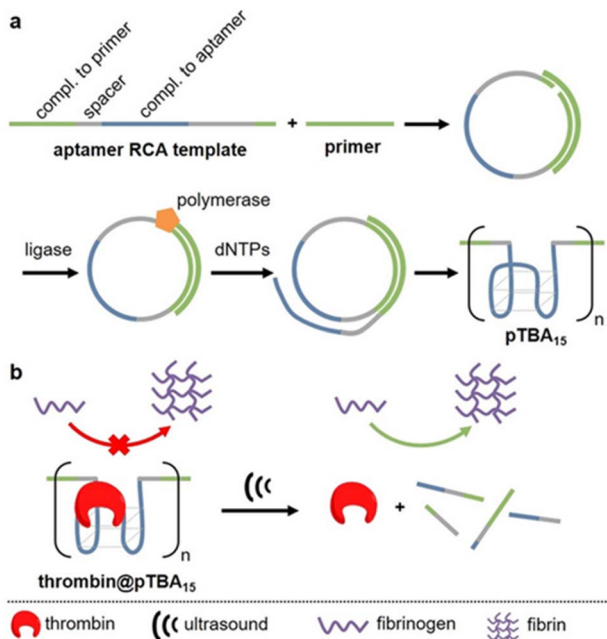 a
compl. to primer
spacer
compl. to aptamer
+
aptamer RCA template
primer
polymerase
ligase
dNTPs
n
pTBA15
b
n
+
thrombin@pTBA15
thrombin
ultrasound
fibrinogen
fibrin